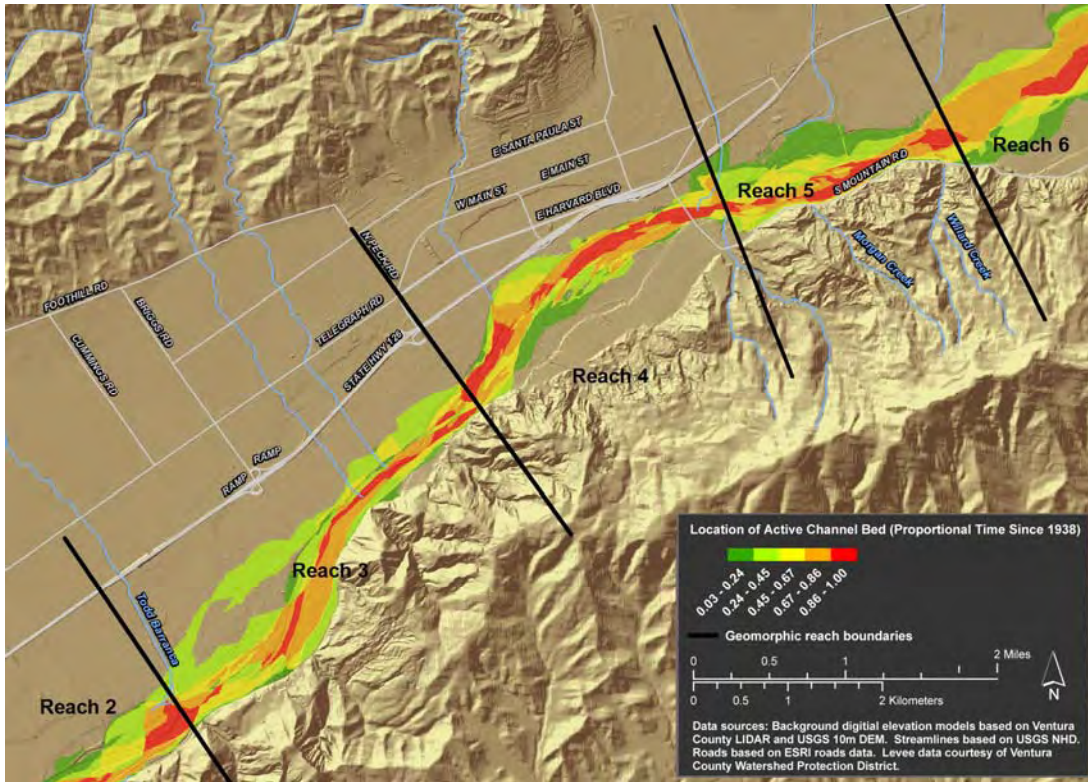 Reach 6
E SANTA PAULA ST
E MAIN ST
W MAIN ST
E HARVARD BLVD
Reach 5
S MOUNTAIN RD
N PECK RD
Morgan Creek
Willard Creek
FOOTHILL RD
BRIGGS RD
TELEGRAPH RD
CUMMINGS RD
STATE HWY 126
Reach 4
RAMP
RAMP
Reach 3
Todd Barranca
Reach 2
Location of Active Channel Bed (Proportional Time Since 1938)
0.03 - 0.24
0.24 - 0.45
0.45 - 0.67
0.67 - 0.86
0.86 - 1.00
Geomorphic reach boundaries
0 0.5 1 2 Miles
0 0.5 1 2 Kilometers
N
Data sources: Background digitial elevation models based on Ventura
County LIDAR and USGS 10m DEM. Streamlines based on USGS NHD.
Roads based on ESRI roads data. Levee data courtesy of Ventura
County Watershed Protection District.